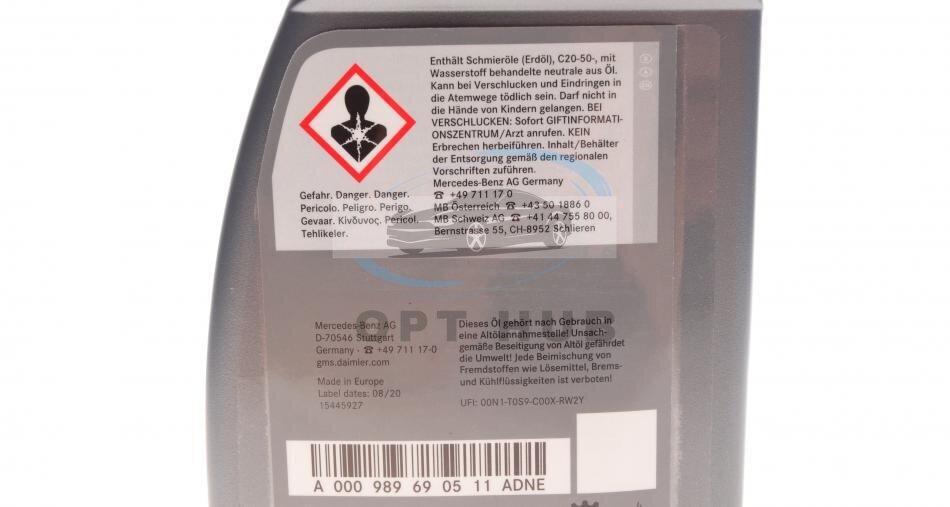 Enthält Schmieröle (Erdöl), C20-50-, mit
Wasserstoff behandelte neutrale aus Öl.
Kann bei Verschlucken und Eindringen in
die Atemwege tödlich sein. Darf nicht in
die Hände von Kindern gelangen. BEI
VERSCHLUCKEN: Sofort GIFTINFORMATI-
ONSZENTRUM/Arzt anrufen. KEIN
Erbrechen herbeiführen. Inhalt/Behälter
der Entsorgung gemäß den regionalen
Vorschriften zuführen.
Mercedes-Benz AG Germany
☎ +49 711 17 0
MB Österreich ☎ +43 50 1886 0
MB Schweiz AG ☎ +41 44 755 80 00,
Bernstrasse 55, CH-8952 Schlieren
Gefahr. Danger. Danger.
Pericolo. Peligro. Perigo.
Gevaar. Κίνδυνος. Pericol.
Tehlikeler.
OPT HUB
Mercedes-Benz AG
D-70546 Stuttgart
Germany · ☎ +49 711 17-0
gms.daimler.com
Made in Europe
Label dates: 08/20
15445927
Dieses Öl gehört nach Gebrauch in
eine Altölannahmestelle! Unsach-
gemäße Beseitigung von Altöl gefährdet
die Umwelt! Jede Beimischung von
Fremdstoffen wie Lösemittel, Brems-
und Kühlflüssigkeiten ist verboten!
UFI: 00N1-T0S9-C00X-RW2Y
A 000 989 69 05 11 ADNE